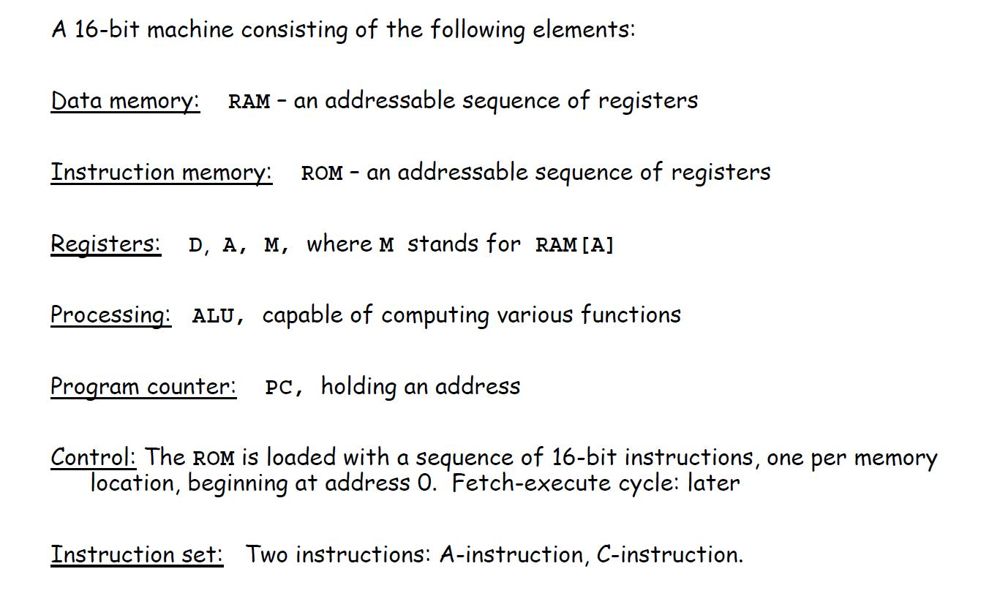 A 16-bit machine consisting of the following elements:
Data memory: RAM – an addressable sequence of registers
Instruction memory: ROM – an addressable sequence of registers
Registers: D, A, M, where M stands for RAM[A]
Processing: ALU, capable of computing various functions
Program counter: PC, holding an address
Control: The ROM is loaded with a sequence of 16-bit instructions, one per memory
location, beginning at address 0. Fetch-execute cycle: later
Instruction set: Two instructions: A-instruction, C-instruction.